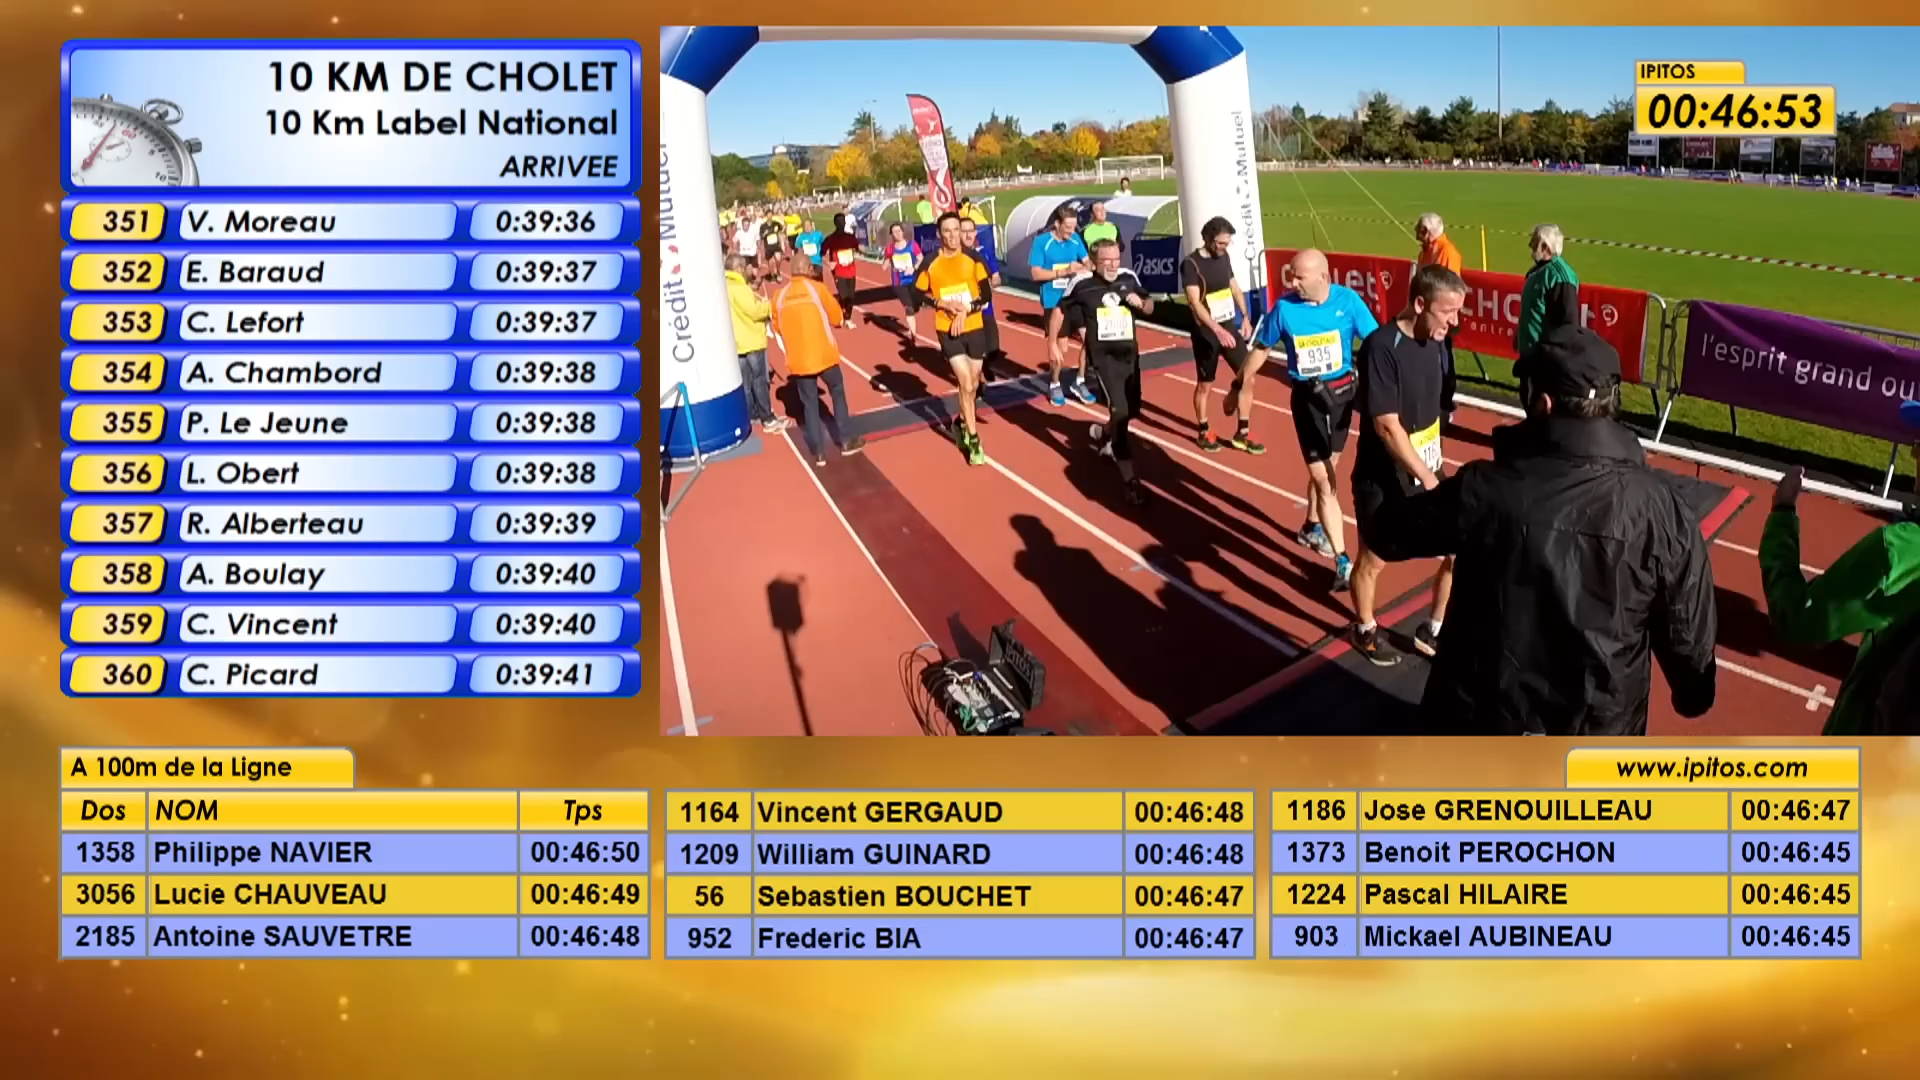 10 KM DE CHOLET
10 Km Label National
ARRIVEE
351 V. Moreau 0:39:36
352 E. Baraud 0:39:37
353 C. Lefort 0:39:37
354 A. Chambord 0:39:38
355 P. Le Jeune 0:39:38
356 L. Obert 0:39:38
357 R. Alberteau 0:39:39
358 A. Boulay 0:39:40
359 C. Vincent 0:39:40
360 C. Picard 0:39:41
IPITOS
00:46:53
Crédit Mutuel
Crédit Mutuel
asics
935
l'esprit grand
IPITOS
A 100m de la Ligne
www.ipitos.com
Dos NOM Tps
1358 Philippe NAVIER 00:46:50
3056 Lucie CHAUVEAU 00:46:49
2185 Antoine SAUVETRE 00:46:48
1164 Vincent GERGAUD 00:46:48
1209 William GUINARD 00:46:48
56 Sebastien BOUCHET 00:46:47
952 Frederic BIA 00:46:47
1186 Jose GRENOUILLEAU 00:46:47
1373 Benoit PEROCHON 00:46:45
1224 Pascal HILAIRE 00:46:45
903 Mickael AUBINEAU 00:46:45